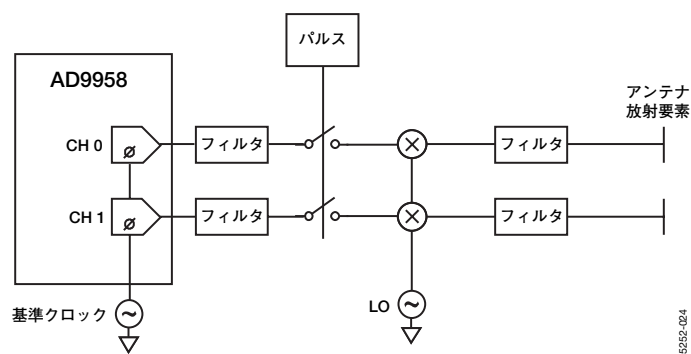 パルス
AD9958
アンテナ
放射要素
CH 0
ø
フィルタ
フィルタ
CH 1
ø
フィルタ
フィルタ
基準クロック
LO
5252-024